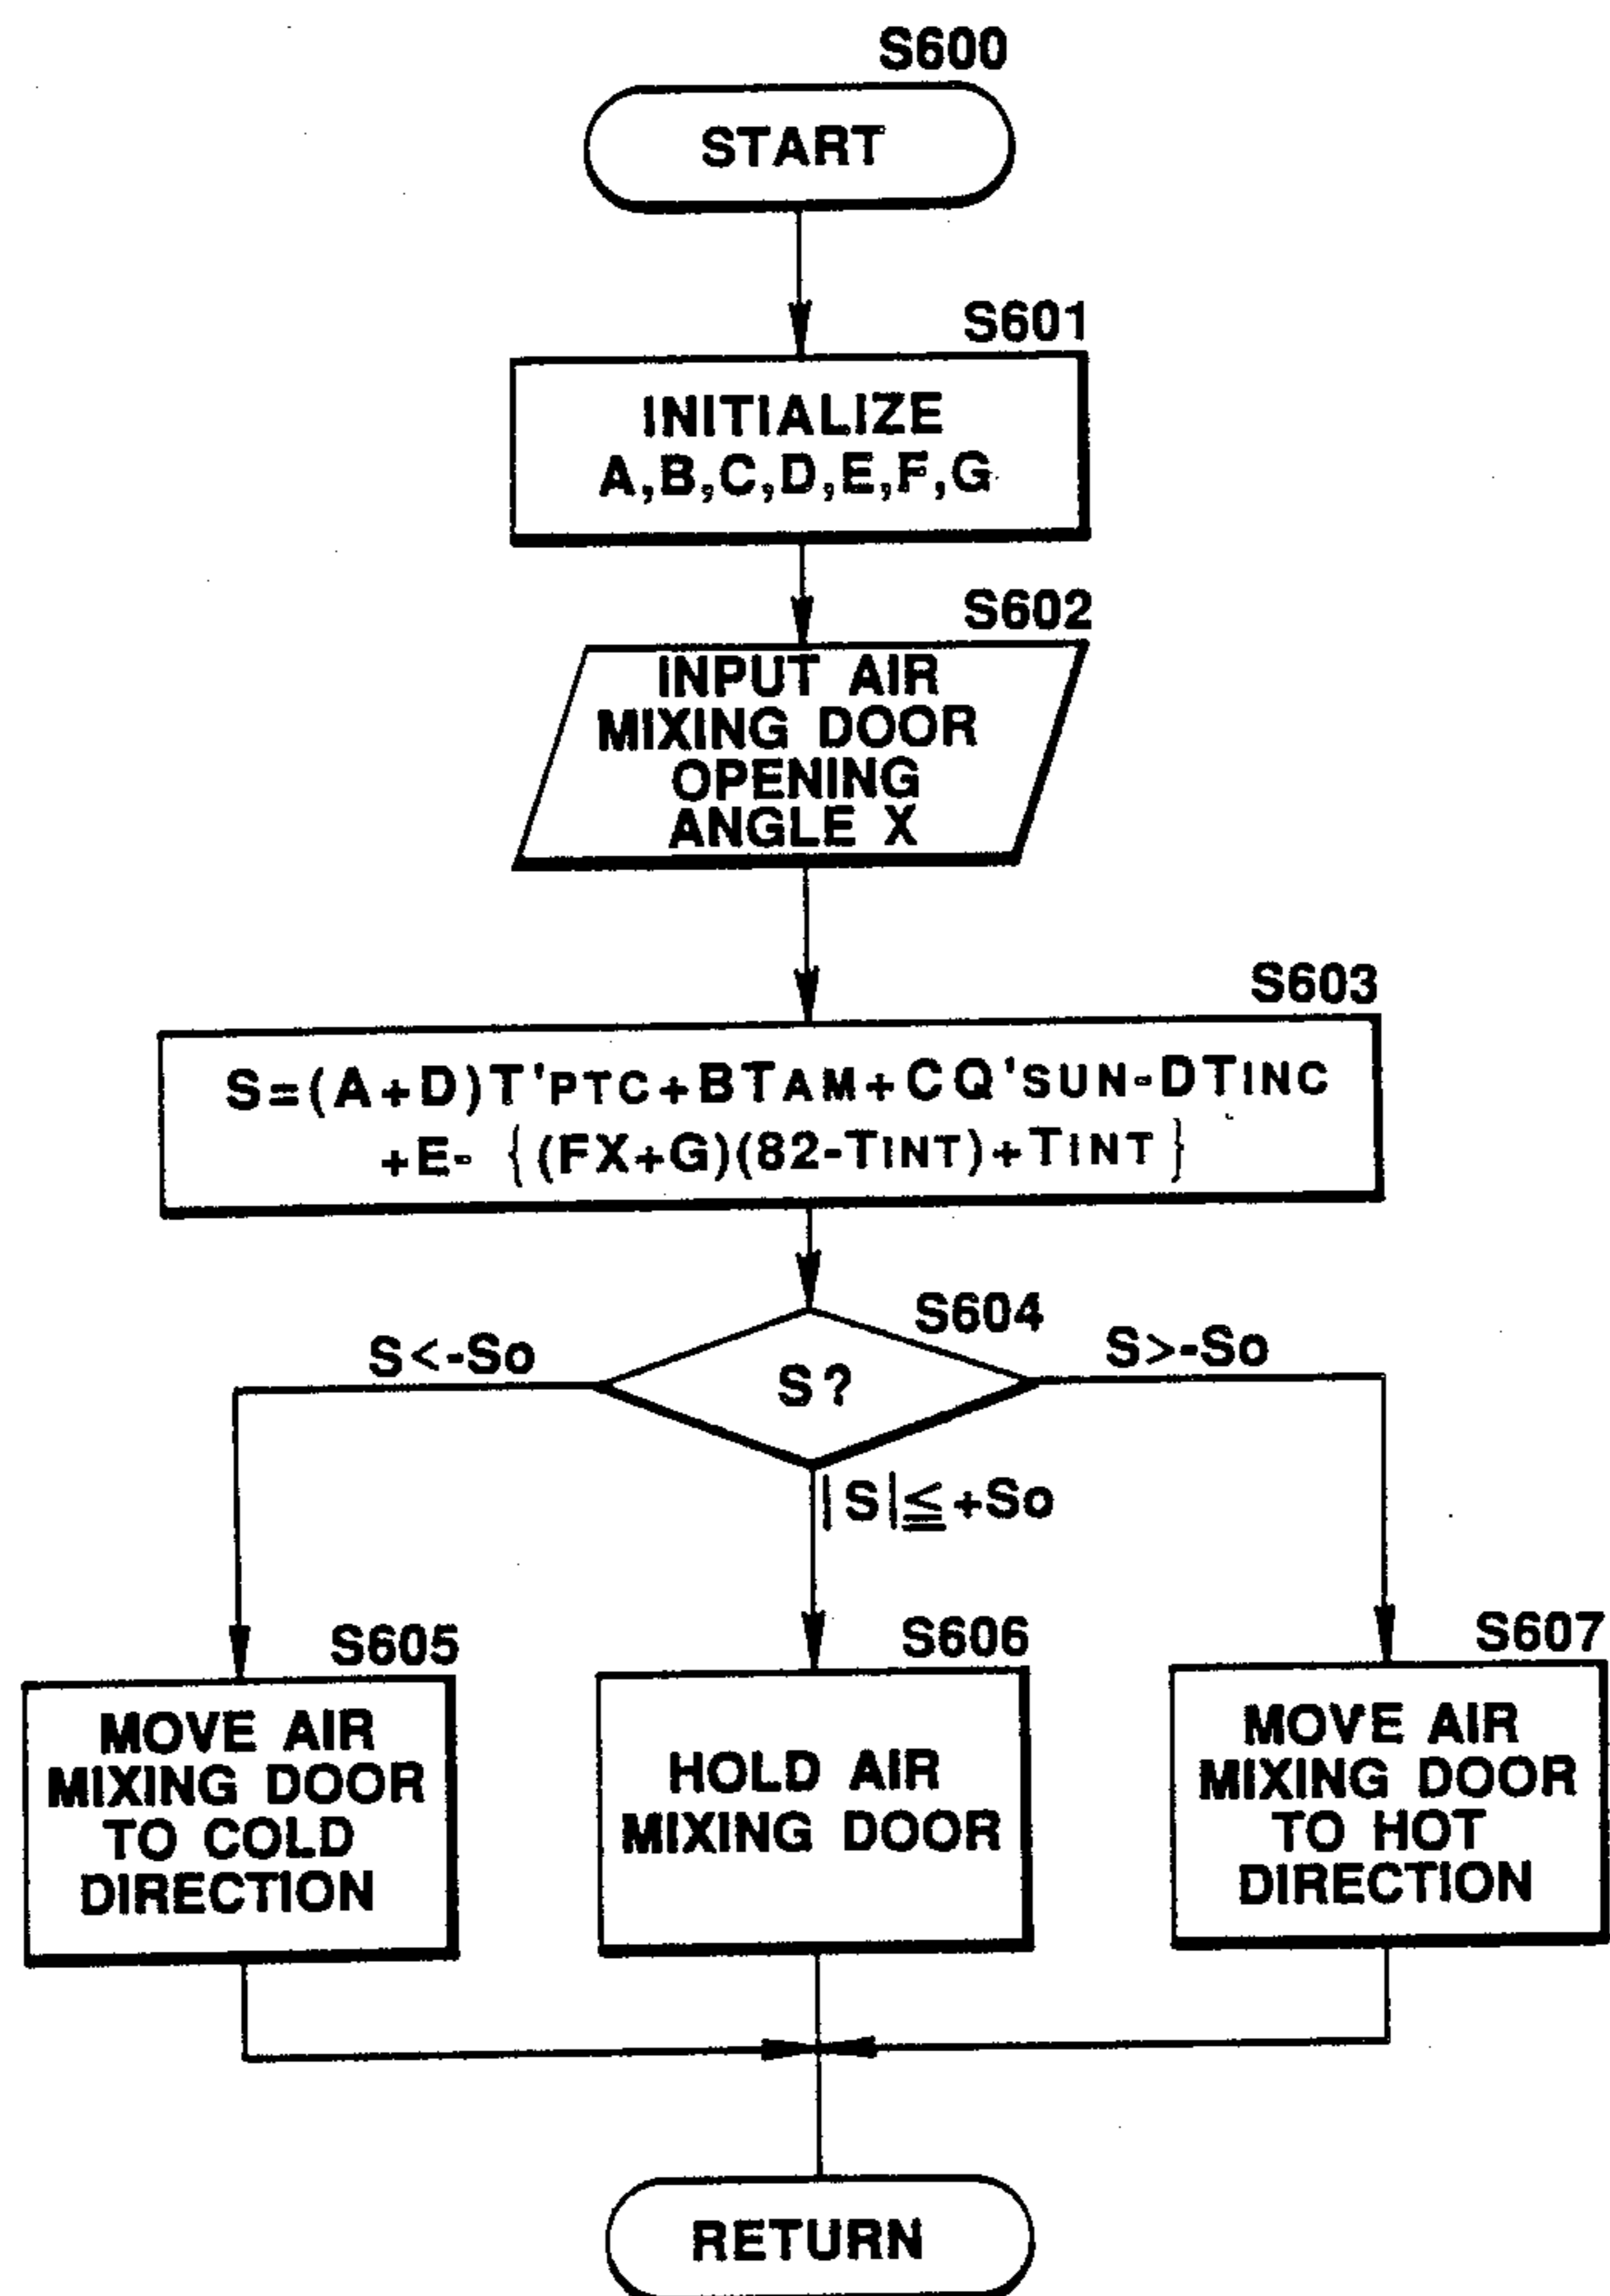 S600
START
S601
INITIALIZE
A,B,C,D,E,F,G
S602
INPUT AIR
MIXING DOOR
OPENING
ANGLE X
S603
S=(A+D)T'PTC+BTAM+CQ'SUN-DTINC
+E-{(FX+G)(82-TINT)+TINT}
S604
S<-So
S?
S>-So
|S|≦+So
S605
MOVE AIR
MIXING DOOR
TO COLD
DIRECTION
S606
HOLD AIR
MIXING DOOR
S607
MOVE AIR
MIXING DOOR
TO HOT
DIRECTION
RETURN